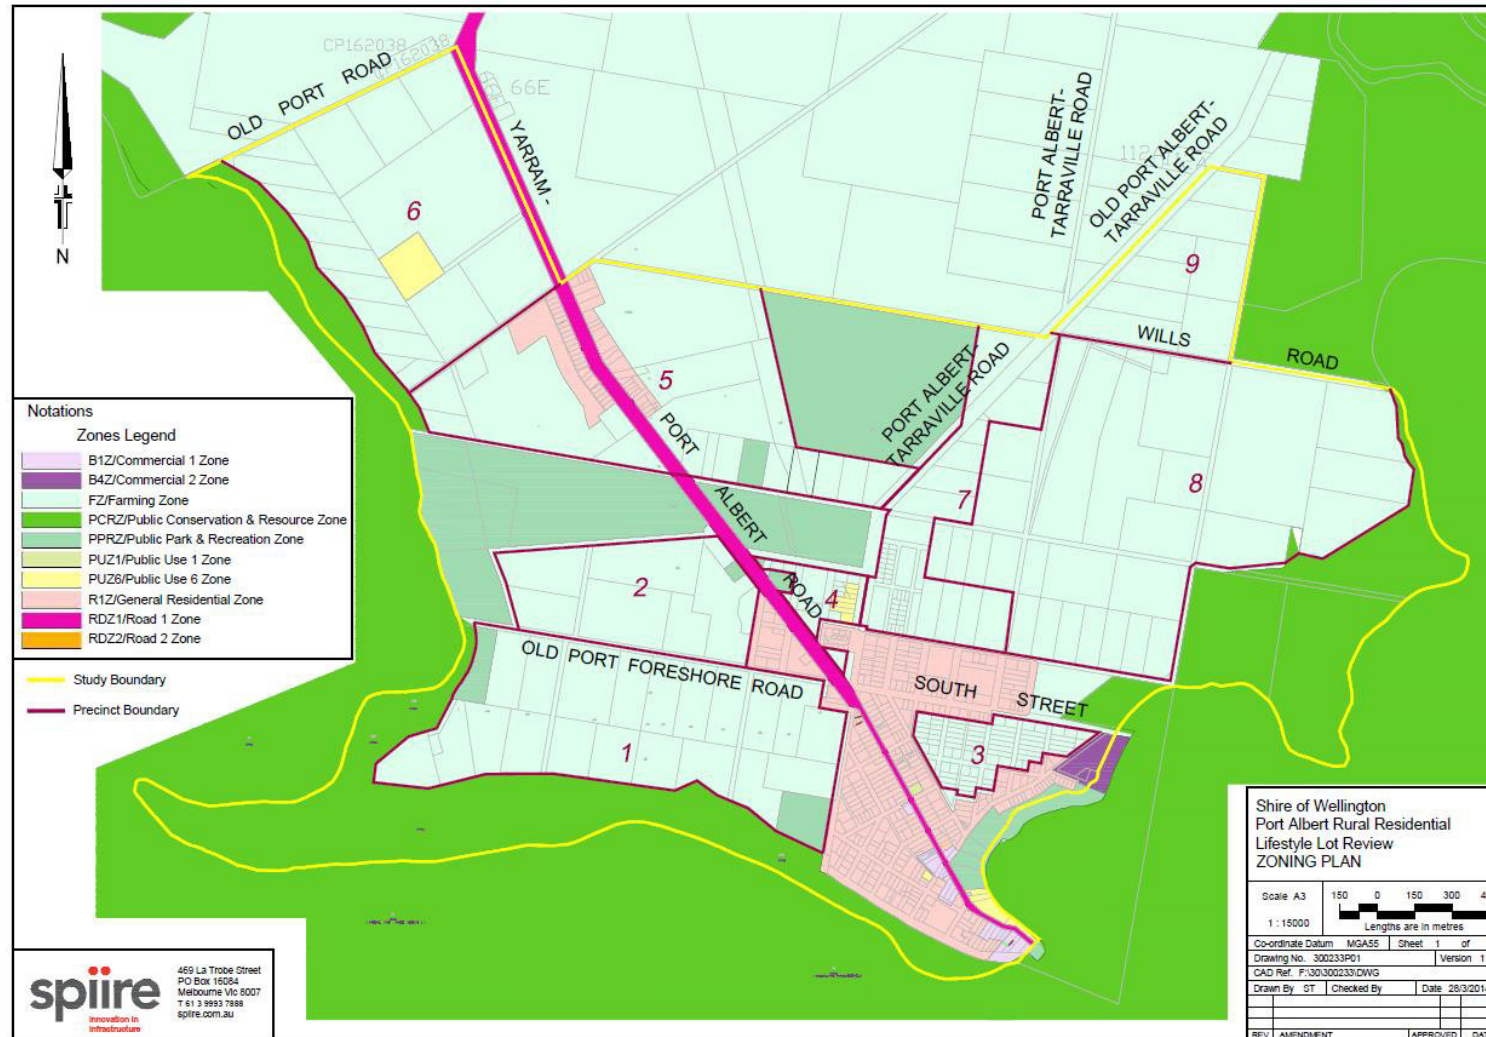 CP162038
OLD PORT ROAD
66E
YARRAM -
PORT ALBERT-
TARRAVILLE ROAD
OLD PORT ALBERT-
TARRAVILLE ROAD
6
9
N
WILLS
ROAD
5
PORT ALBERT-
TARRAVILLE ROAD
PORT
ALBERT
ROAD
7
8
2
4
OLD PORT FORESHORE ROAD
SOUTH STREET
1
3
Notations
Zones Legend
B1Z/Commercial 1 Zone
B4Z/Commercial 2 Zone
FZ/Farming Zone
PCRZ/Public Conservation & Resource Zone
PPRZ/Public Park & Recreation Zone
PUZ1/Public Use 1 Zone
PUZ6/Public Use 6 Zone
R1Z/General Residential Zone
RDZ1/Road 1 Zone
RDZ2/Road 2 Zone
Study Boundary
Precinct Boundary
spiire
Innovation in
Infrastructure
469 La Trobe Street
PO Box 16084
Melbourne Vic 8007
T 61 3 9993 7888
spiire.com.au
Shire of Wellington
Port Albert Rural Residential
Lifestyle Lot Review
ZONING PLAN
Scale A3
1 : 15000
150 0 150 300
Lengths are in metres
Co-ordinate Datum MGA55 Sheet 1 of
Drawing No. 300233P01 Version 1
CAD Ref. F:\30\300233\DWG
Drawn By ST Checked By Date 28/3/201
REV AMENDMENT APPROVED